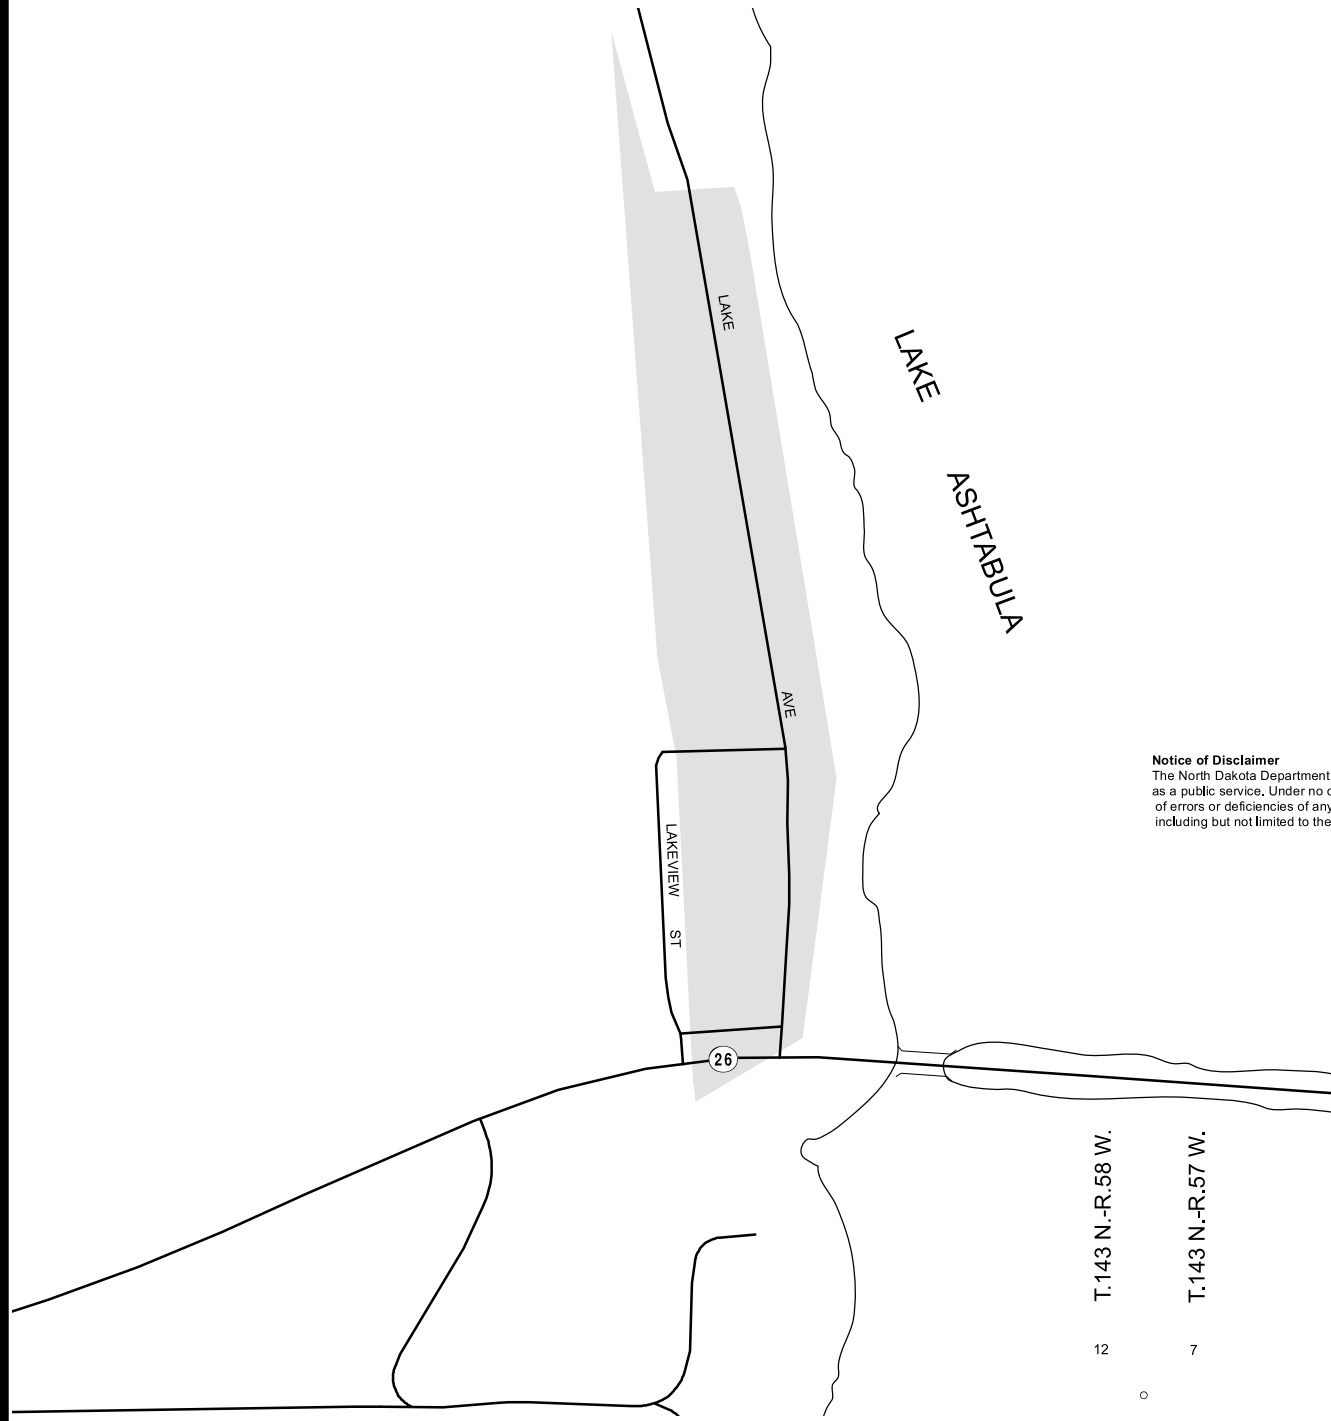 LAKE
AVE
LAKE
ASHTABULA
Notice of Disclaimer
The North Dakota Department
as a public service. Under no
of errors or deficiencies of any
including but not limited to the
LAKEVIEW ST
26
T.143 N.-R.58 W.
T.143 N.-R.57 W.
12
7